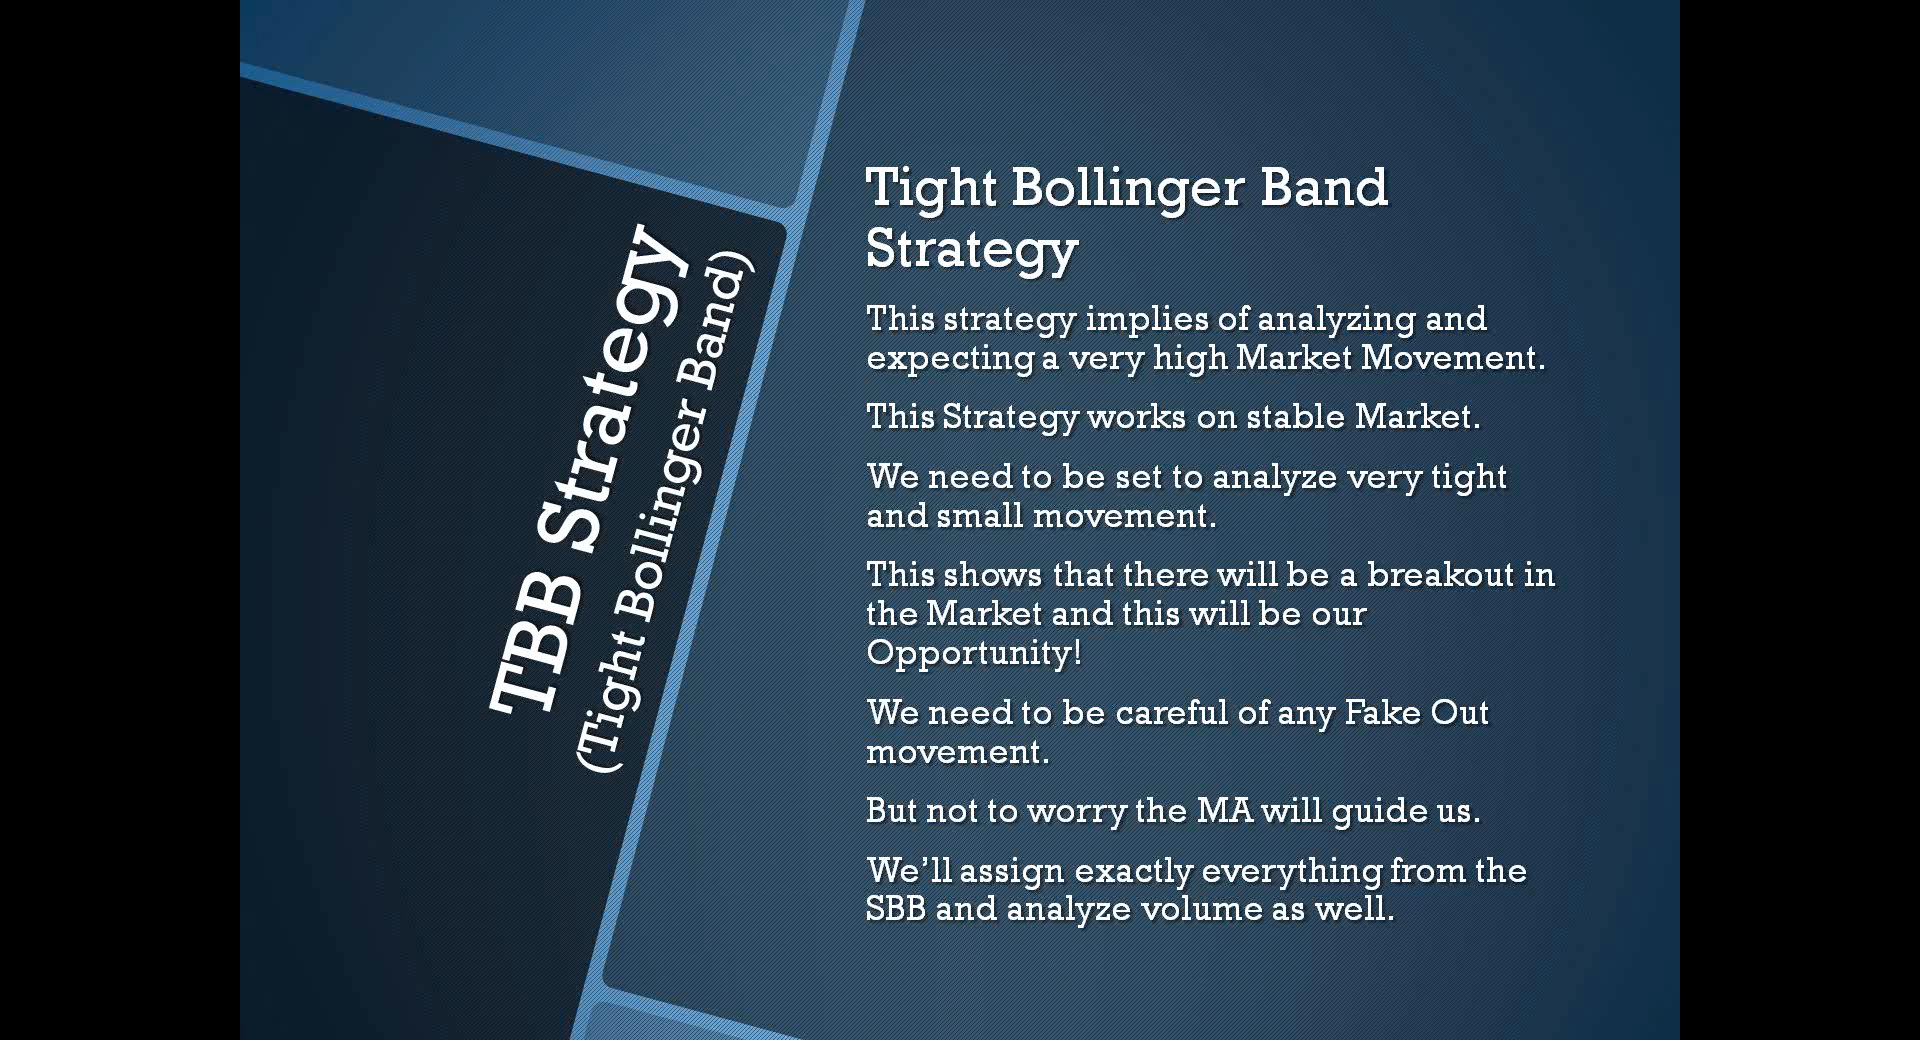 TBB Strategy
(Tight Bollinger Band)
Tight Bollinger Band
Strategy
This strategy implies of analyzing and
expecting a very high Market Movement.
This Strategy works on stable Market.
We need to be set to analyze very tight
and small movement.
This shows that there will be a breakout in
the Market and this will be our
Opportunity!
We need to be careful of any Fake Out
movement.
But not to worry the MA will guide us.
We’ll assign exactly everything from the
SBB and analyze volume as well.